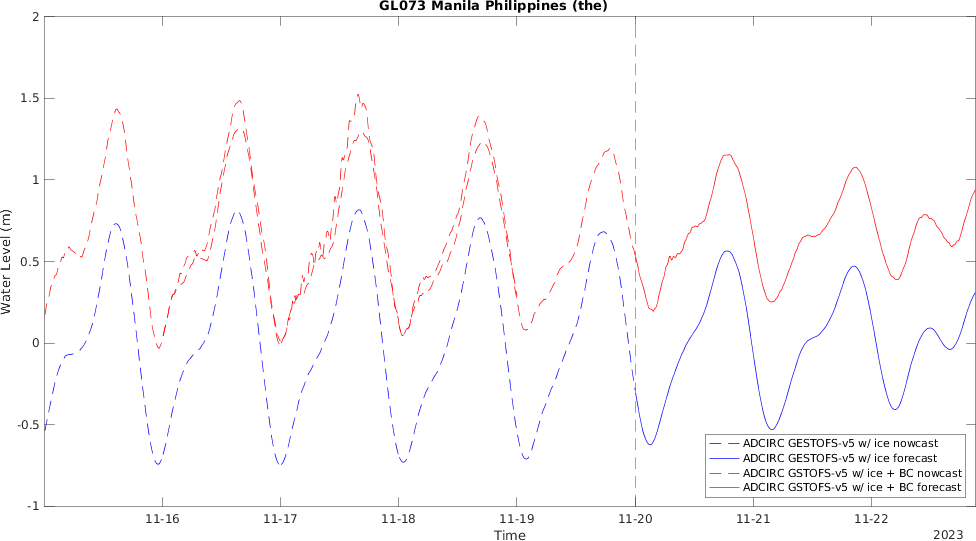 GL073 Manila Philippines (the)
2
1.5
1
0.5
0
-0.5
-1
Water Level (m)
11-16 11-17 11-18 11-19 11-20 11-21 11-22
Time
2023
ADCIRC GESTOFS-v5 w/ ice nowcast
ADCIRC GESTOFS-v5 w/ ice forecast
ADCIRC GSTOFS-v5 w/ ice + BC nowcast
ADCIRC GSTOFS-v5 w/ ice + BC forecast